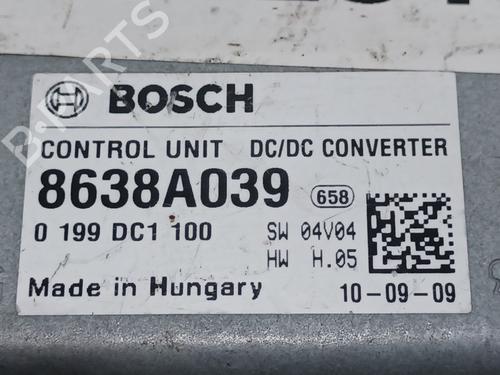 BOSCH
CONTROL UNIT DC/DC CONVERTER
8638A039 658
0 199 DC1 100 SW 04V04
HW H.05
Made in Hungary 10-09-09
B-PARTS